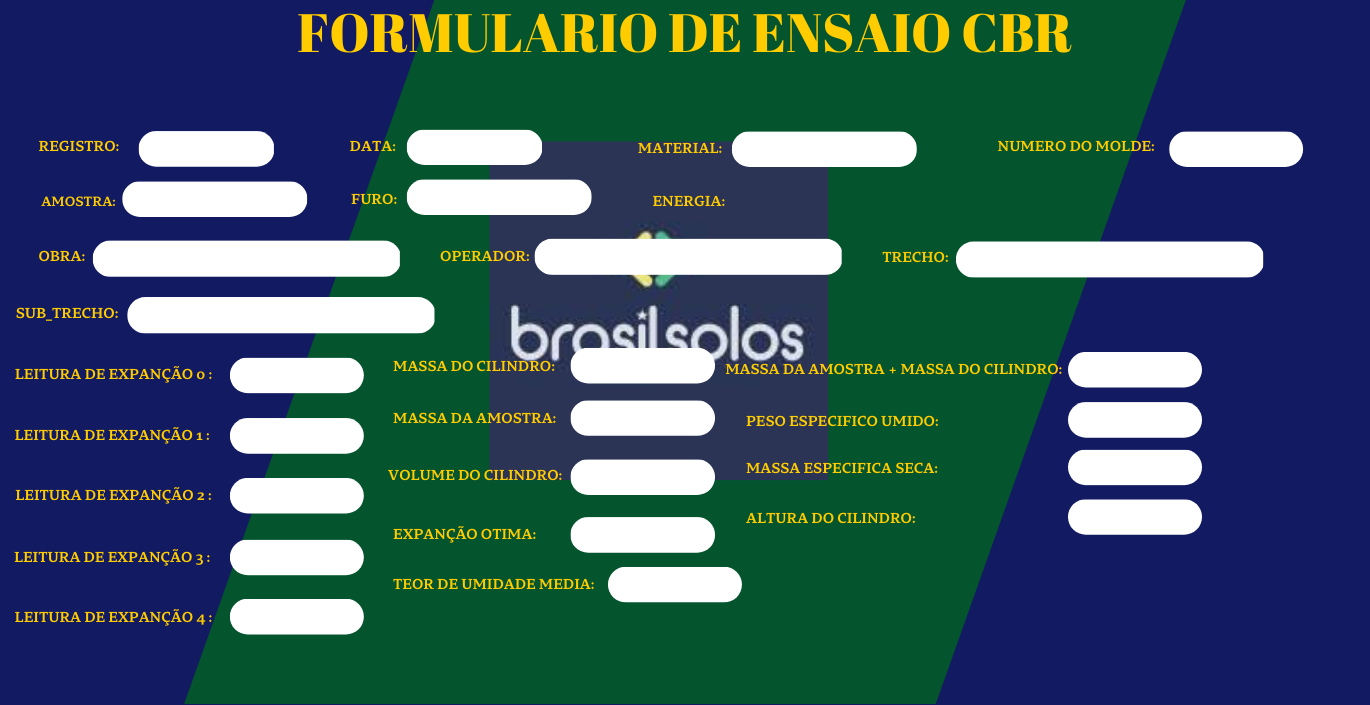 FORMULARIO DE ENSAIO CBR
REGISTRO: DATA: MATERIAL: NUMERO DO MOLDE:
AMOSTRA: FURO: ENERGIA:
OBRA: OPERADOR: TRECHO:
SUB_TRECHO:
brasilsolos
LEITURA DE EXPANÇÃO 0 : MASSA DO CILINDRO: MASSA DA AMOSTRA + MASSA DO CILINDRO:
MASSA DA AMOSTRA: PESO ESPECIFICO UMIDO:
LEITURA DE EXPANÇÃO 1 :
VOLUME DO CILINDRO: MASSA ESPECIFICA SECA:
LEITURA DE EXPANÇÃO 2 :
EXPANÇÃO OTIMA: ALTURA DO CILINDRO:
LEITURA DE EXPANÇÃO 3 :
TEOR DE UMIDADE MEDIA:
LEITURA DE EXPANÇÃO 4 :